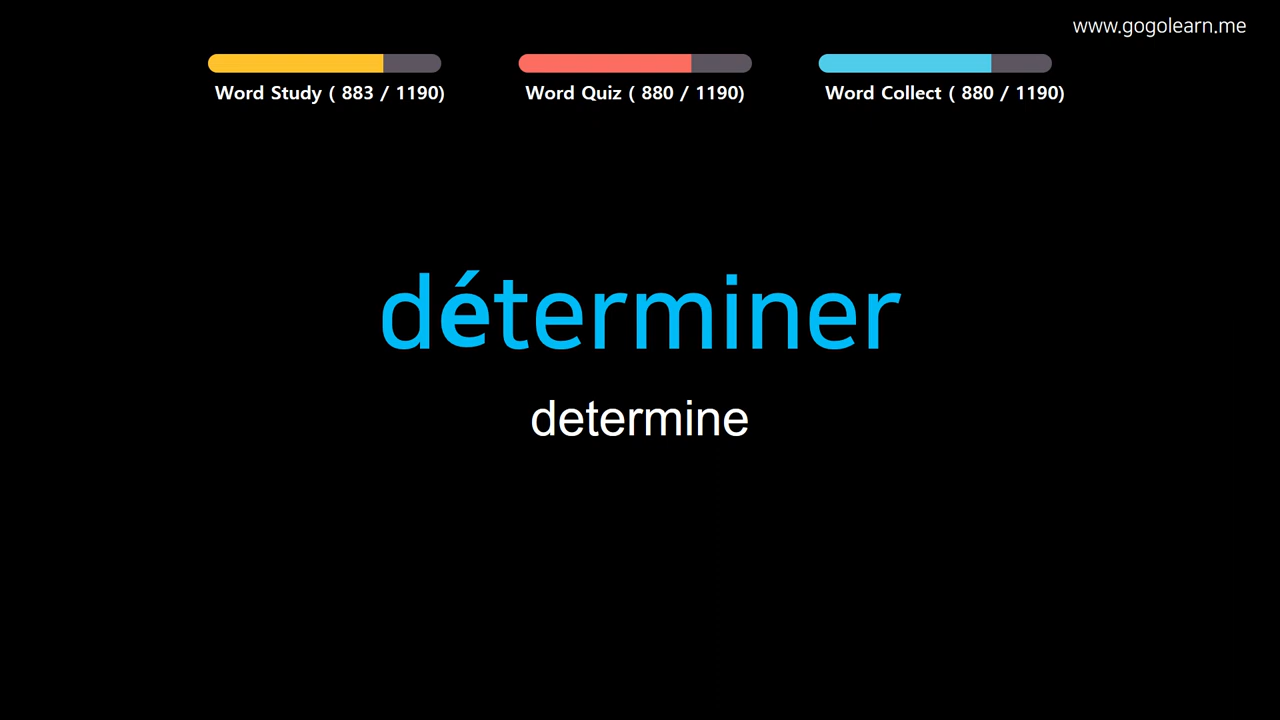 www.gogolearn.me
Word Study ( 883 / 1190)
Word Quiz ( 880 / 1190)
Word Collect ( 880 / 1190)
déterminer
determine